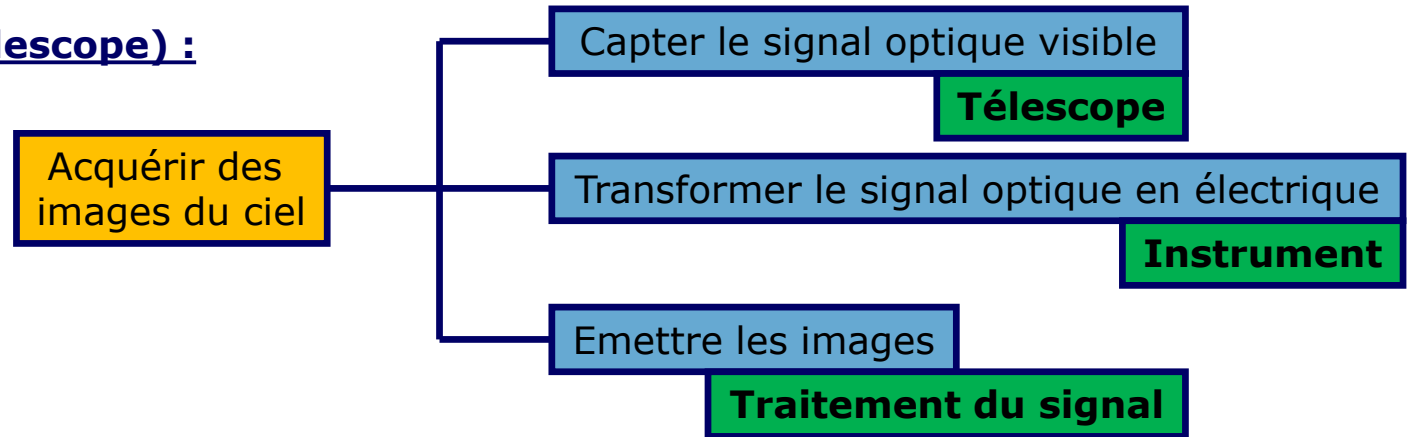 lescope) :
Capter le signal optique visible
Télescope
Acquérir des
images du ciel
Transformer le signal optique en électrique
Instrument
Emettre les images
Traitement du signal